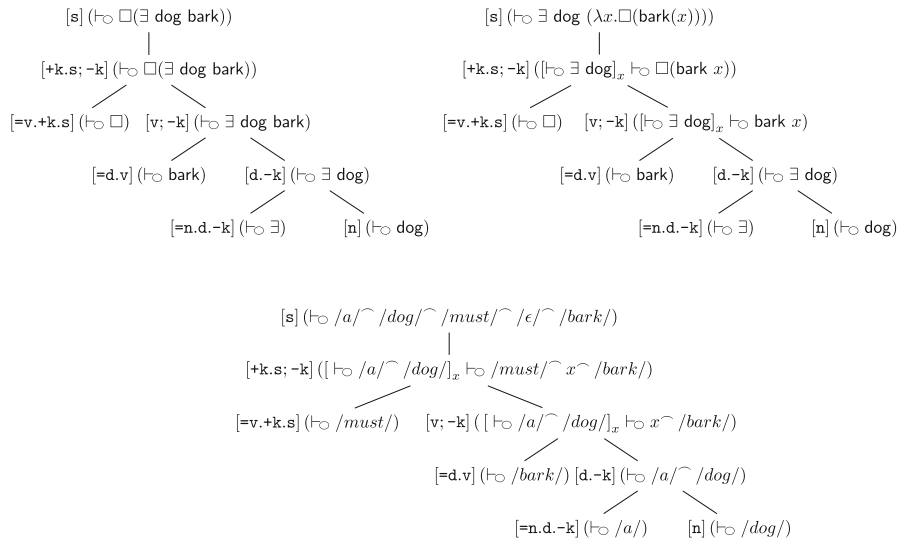 [s] (⊢○ □(∃ dog bark)) [s] (⊢○ ∃ dog (λx.□(bark(x))))
[+k.s; -k] (⊢○ □(∃ dog bark)) [+k.s; -k] ([⊢○ ∃ dog]ₓ ⊢○ □(bark x))
[=v.+k.s] (⊢○ □) [v; -k] (⊢○ ∃ dog bark) [=v.+k.s] (⊢○ □) [v; -k] ([⊢○ ∃ dog]ₓ ⊢○ bark x)
[=d.v] (⊢○ bark) [d.-k] (⊢○ ∃ dog) [=d.v] (⊢○ bark) [d.-k] (⊢○ ∃ dog)
[=n.d.-k] (⊢○ ∃) [n] (⊢○ dog) [=n.d.-k] (⊢○ ∃) [n] (⊢○ dog)
[s] (⊢○ /a/⌢ /dog/⌢ /must/⌢ /ϵ/⌢ /bark/)
[+k.s; -k] ([ ⊢○ /a/⌢ /dog/]ₓ ⊢○ /must/⌢ x⌢ /bark/)
[=v.+k.s] (⊢○ /must/) [v; -k] ( [ ⊢○ /a/⌢ /dog/]ₓ ⊢○ x⌢ /bark/)
[=d.v] (⊢○ /bark/) [d.-k] (⊢○ /a/⌢ /dog/)
[=n.d.-k] (⊢○ /a/) [n] (⊢○ /dog/)